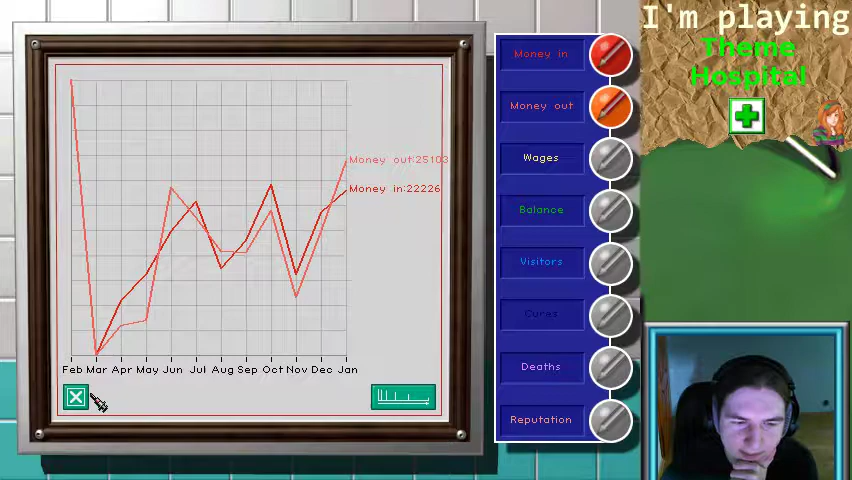 I'm playing
Theme
Hospital
Money in
Money out
Wages
Balance
Visitors
Cures
Deaths
Reputation
Money out:25103
Money in:22226
Feb Mar Apr May Jun Jul Aug Sep Oct Nov Dec Jan